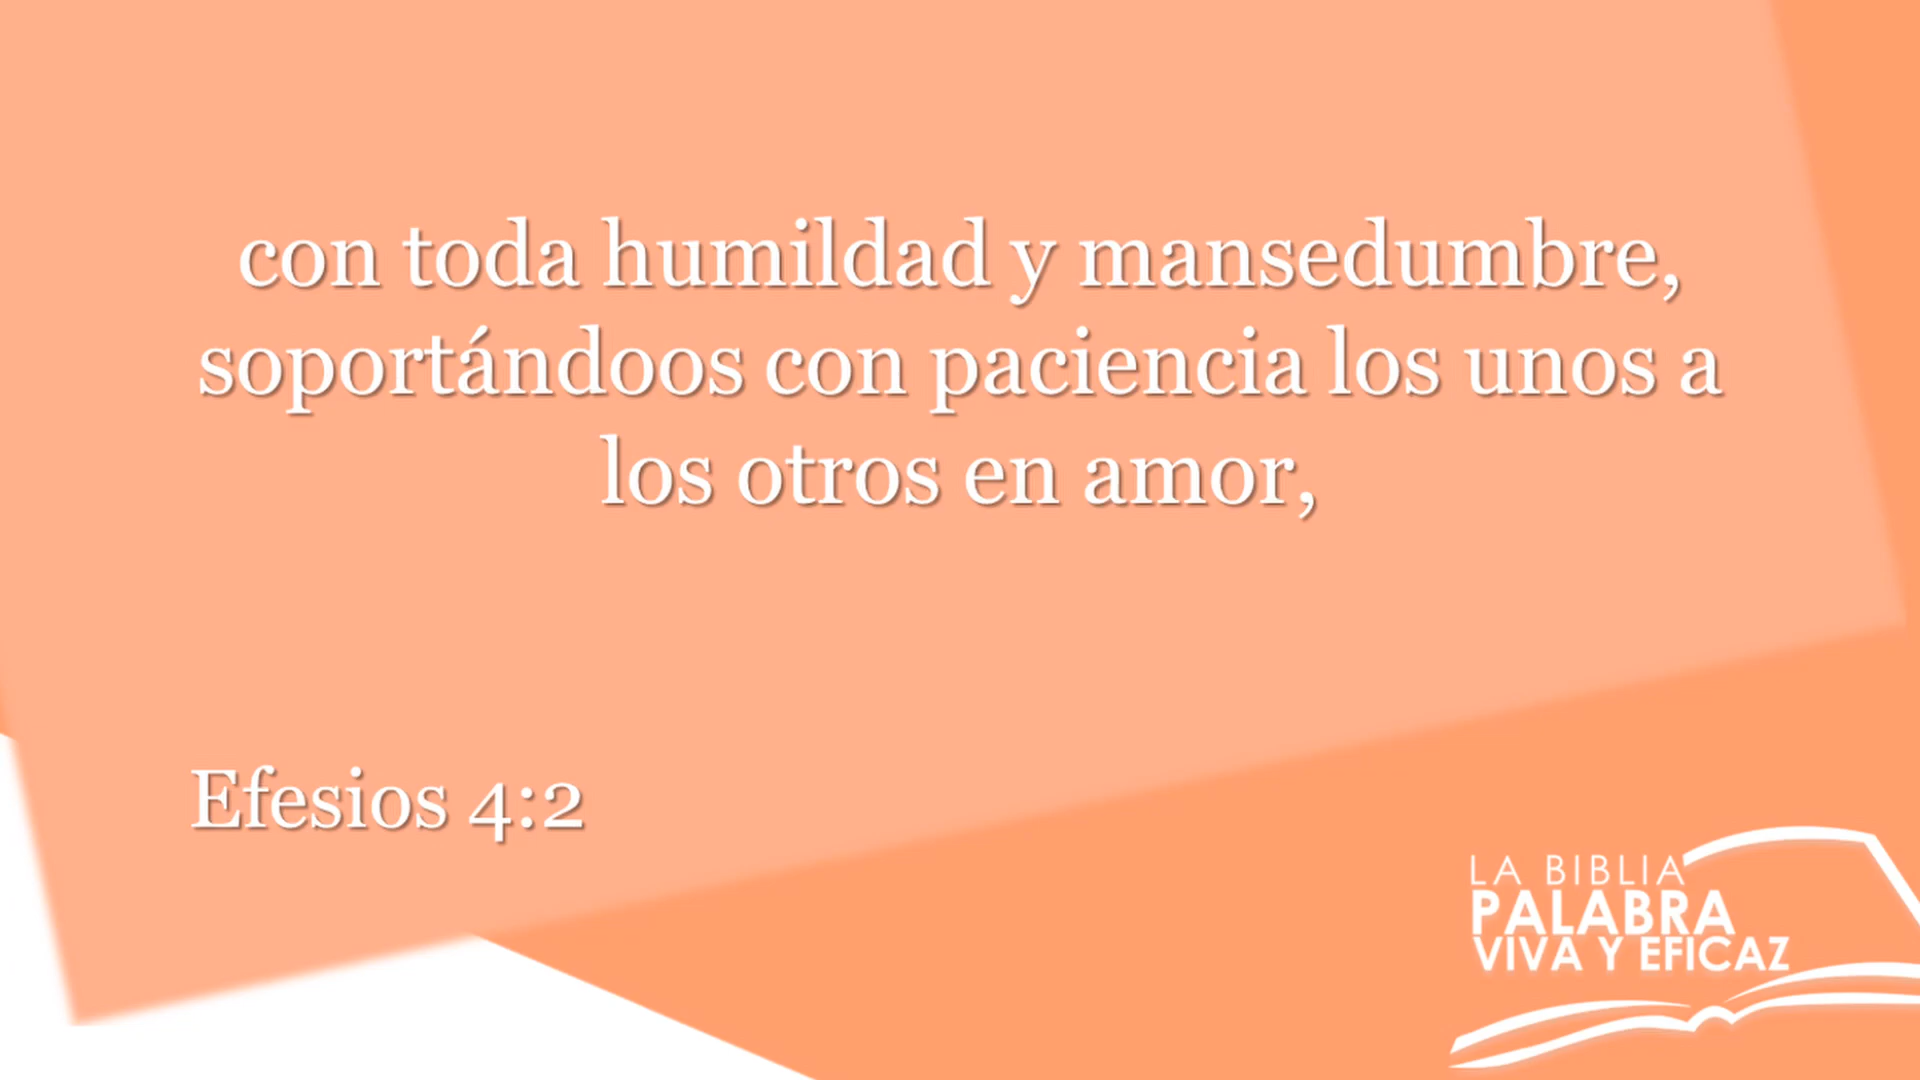 con toda humildad y mansedumbre,
soportándoos con paciencia los unos a
los otros en amor,
Efesios 4:2
LA BIBLIA
PALABRA
VIVA Y EFICAZ